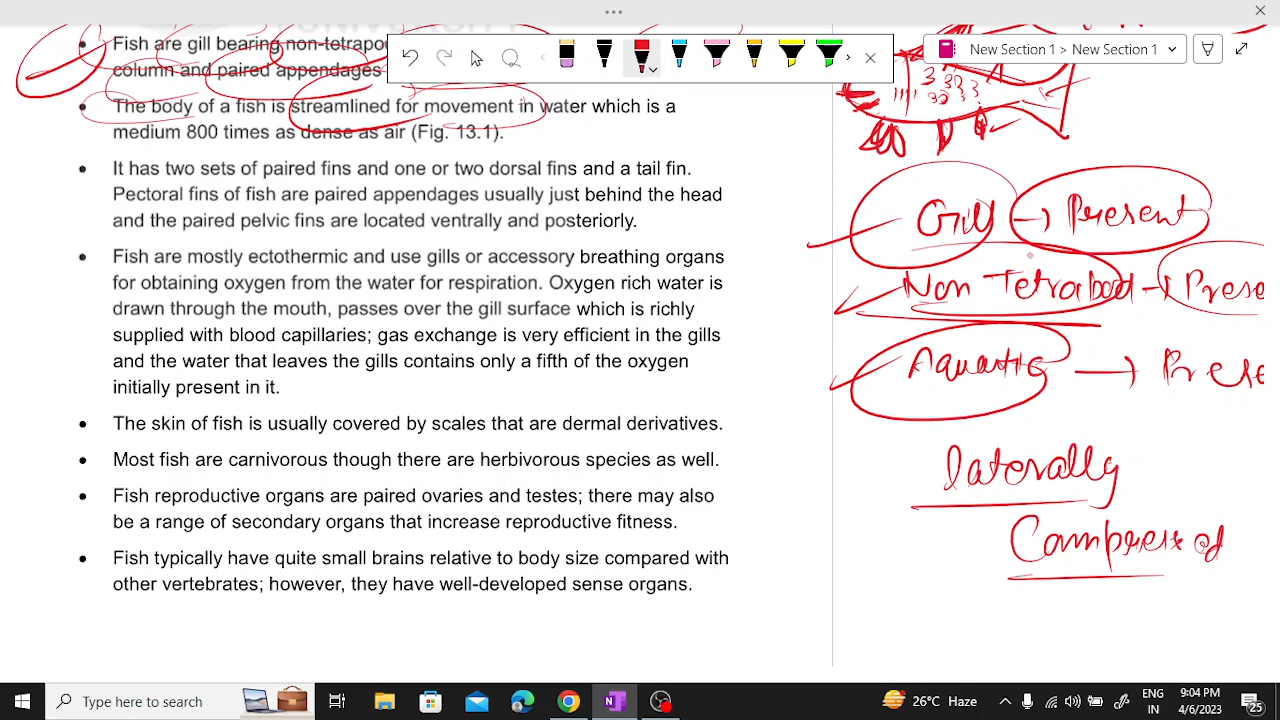 New Section 1 > New Section 1
• Fish are gill bearing non-tetrapod
column and paired appendages
• The body of a fish is streamlined for movement in water which is a
medium 800 times as dense as air (Fig. 13.1).
• It has two sets of paired fins and one or two dorsal fins and a tail fin.
Pectoral fins of fish are paired appendages usually just behind the head
and the paired pelvic fins are located ventrally and posteriorly.
• Fish are mostly ectothermic and use gills or accessory breathing organs
for obtaining oxygen from the water for respiration. Oxygen rich water is
drawn through the mouth, passes over the gill surface which is richly
supplied with blood capillaries; gas exchange is very efficient in the gills
and the water that leaves the gills contains only a fifth of the oxygen
initially present in it.
• The skin of fish is usually covered by scales that are dermal derivatives.
• Most fish are carnivorous though there are herbivorous species as well.
• Fish reproductive organs are paired ovaries and testes; there may also
be a range of secondary organs that increase reproductive fitness.
• Fish typically have quite small brains relative to body size compared with
other vertebrates; however, they have well-developed sense organs.
Gill → Present
Non Tetrabod → Prese
Aquatic → Prese
laterally
Compressed
Type here to search
26°C Haze
ENG
IN
9:04 PM
4/6/2023
25